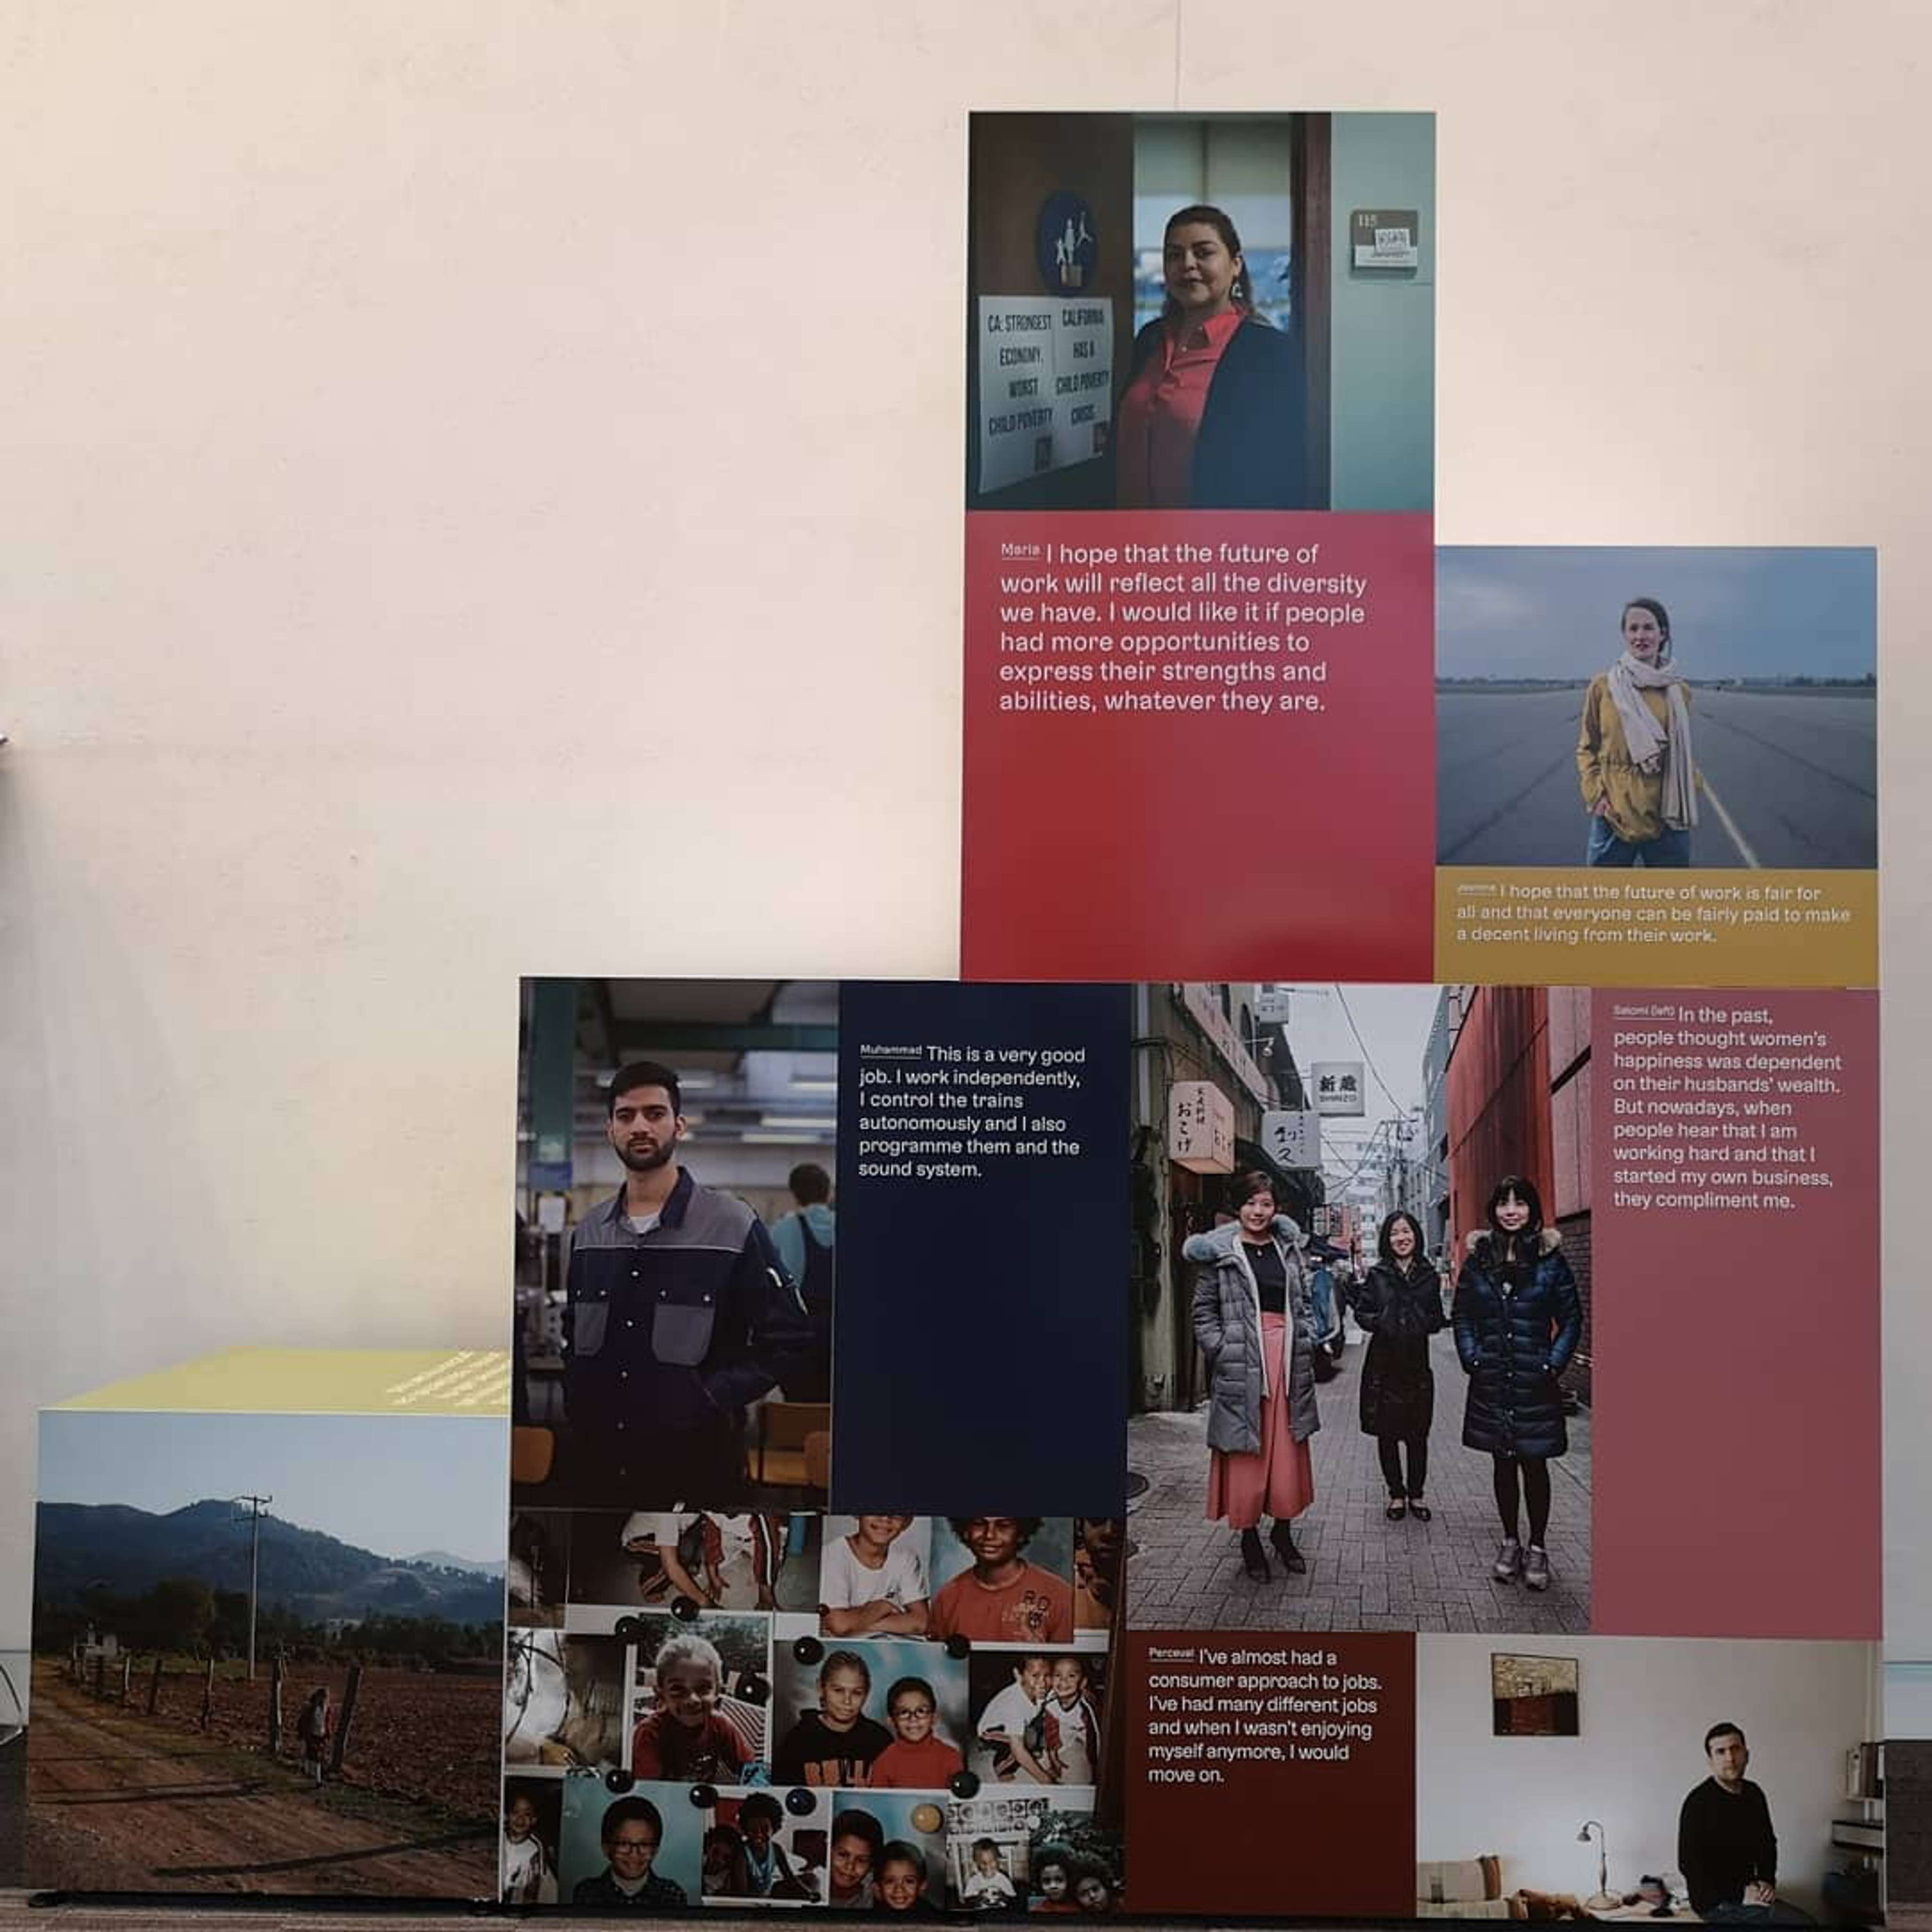 115
CA: STRONGEST
ECONOMY.
WORST
CHILD POVERTY
CALIFORNIA
HAS A
CHILD POVERTY
CRISIS
Maria I hope that the future of
work will reflect all the diversity
we have. I would like it if people
had more opportunities to
express their strengths and
abilities, whatever they are.
I hope that the future of work is fair for
all and that everyone can be fairly paid to make
a decent living from their work.
Muhammad This is a very good
job. I work independently,
I control the trains
autonomously and I also
programme them and the
sound system.
新蔵
SHINZO
おこげ
Satomi (left) In the past,
people thought women's
happiness was dependent
on their husbands' wealth.
But nowadays, when
people hear that I am
working hard and that I
started my own business,
they compliment me.
Perceval I've almost had a
consumer approach to jobs.
I've had many different jobs
and when I wasn't enjoying
myself anymore, I would
move on.